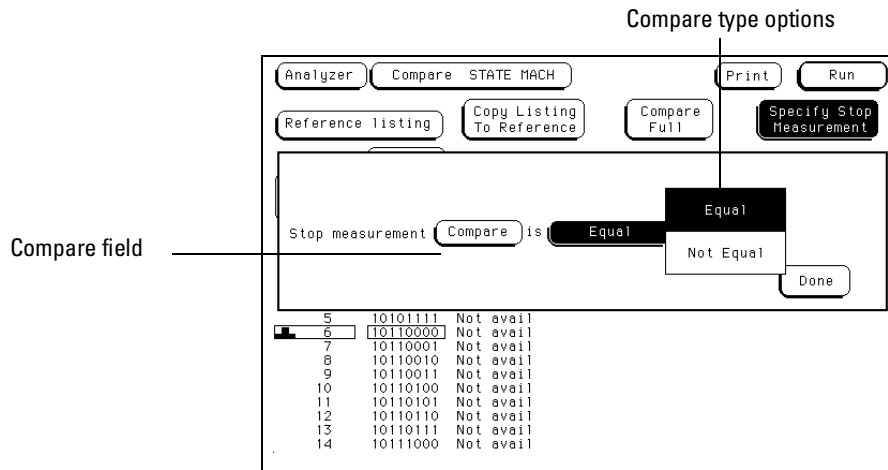 Compare type options
Analyzer Compare STATE MACH Print Run
Reference listing Copy Listing To Reference Compare Full Specify Stop Measurement
Equal
Stop measurement Compare is Equal
Not Equal
Compare field
Done
5 10101111 Not avail
6 10110000 Not avail
7 10110001 Not avail
8 10110010 Not avail
9 10110011 Not avail
10 10110100 Not avail
11 10110101 Not avail
12 10110110 Not avail
13 10110111 Not avail
14 10111000 Not avail